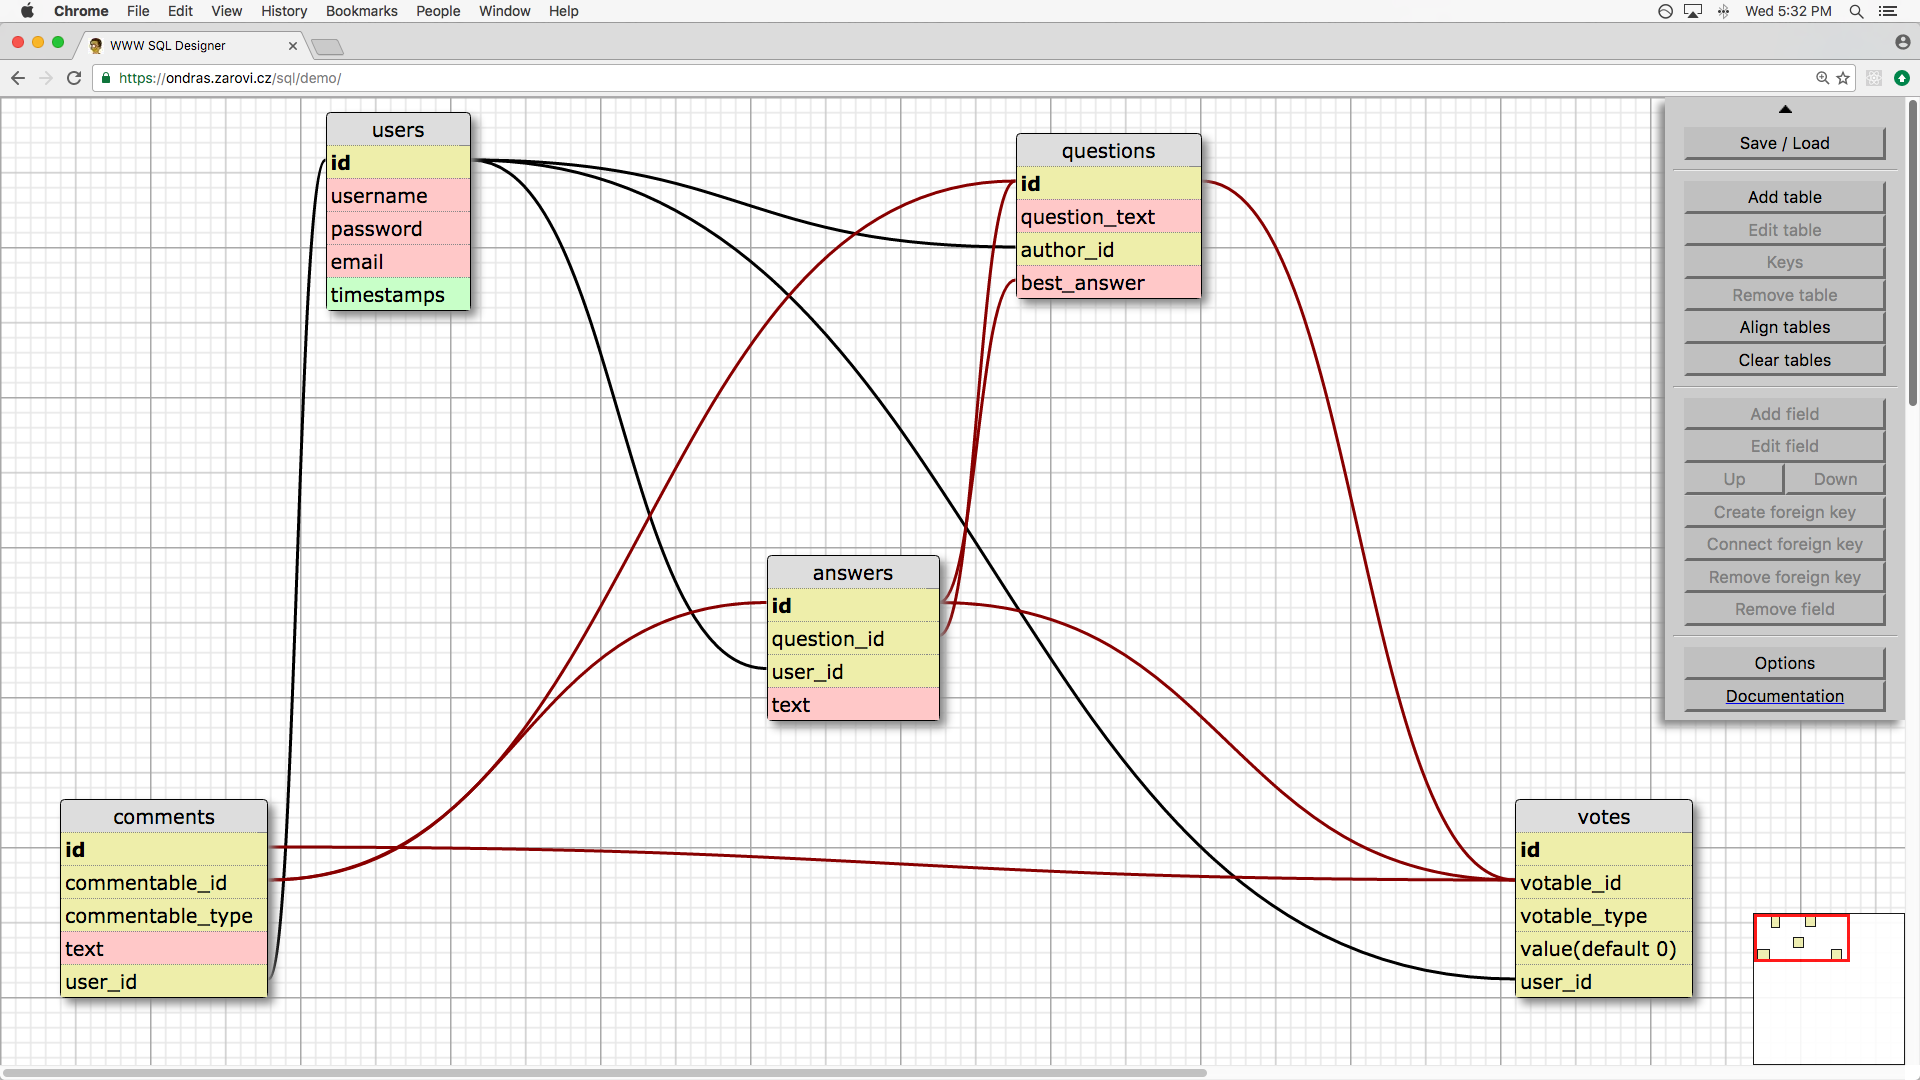 Chrome File Edit View History Bookmarks People Window Help Wed 5:32 PM
WWW SQL Designer
https://ondras.zarovi.cz/sql/demo/
users
id
username
password
email
timestamps
questions
id
question_text
author_id
best_answer
answers
id
question_id
user_id
text
comments
id
commentable_id
commentable_type
text
user_id
votes
id
votable_id
votable_type
value(default 0)
user_id
Save / Load
Add table
Edit table
Keys
Remove table
Align tables
Clear tables
Add field
Edit field
Up Down
Create foreign key
Connect foreign key
Remove foreign key
Remove field
Options
Documentation